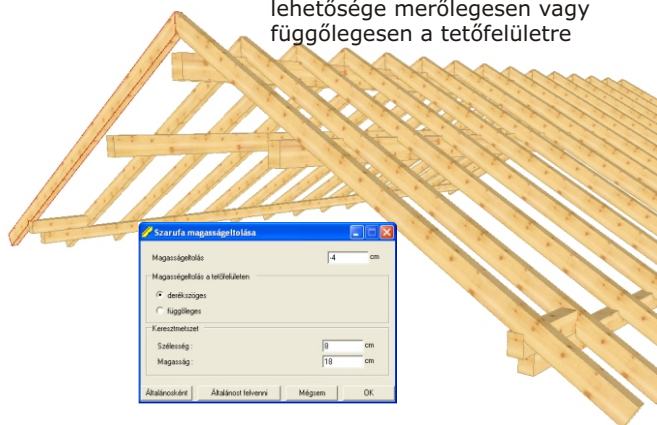 lehetősége merőlegesen vagy
függőlegesen a tetőfelületre
Szarufa magasságeltolása
Magasságeltolás -4 cm
Magasságeltolás a tetőfelületen
derékszöges
függőleges
Keresztmetszet
Szélesség : 8 cm
Magasság : 18 cm
Általánosként Általánost felvenni Mégsem OK